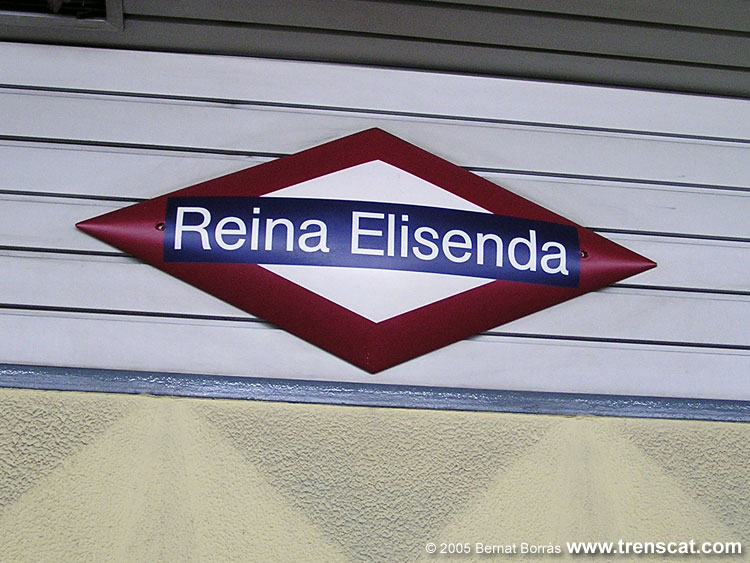 Reina Elisenda
© 2005 Bernat Borràs www.trenscat.com